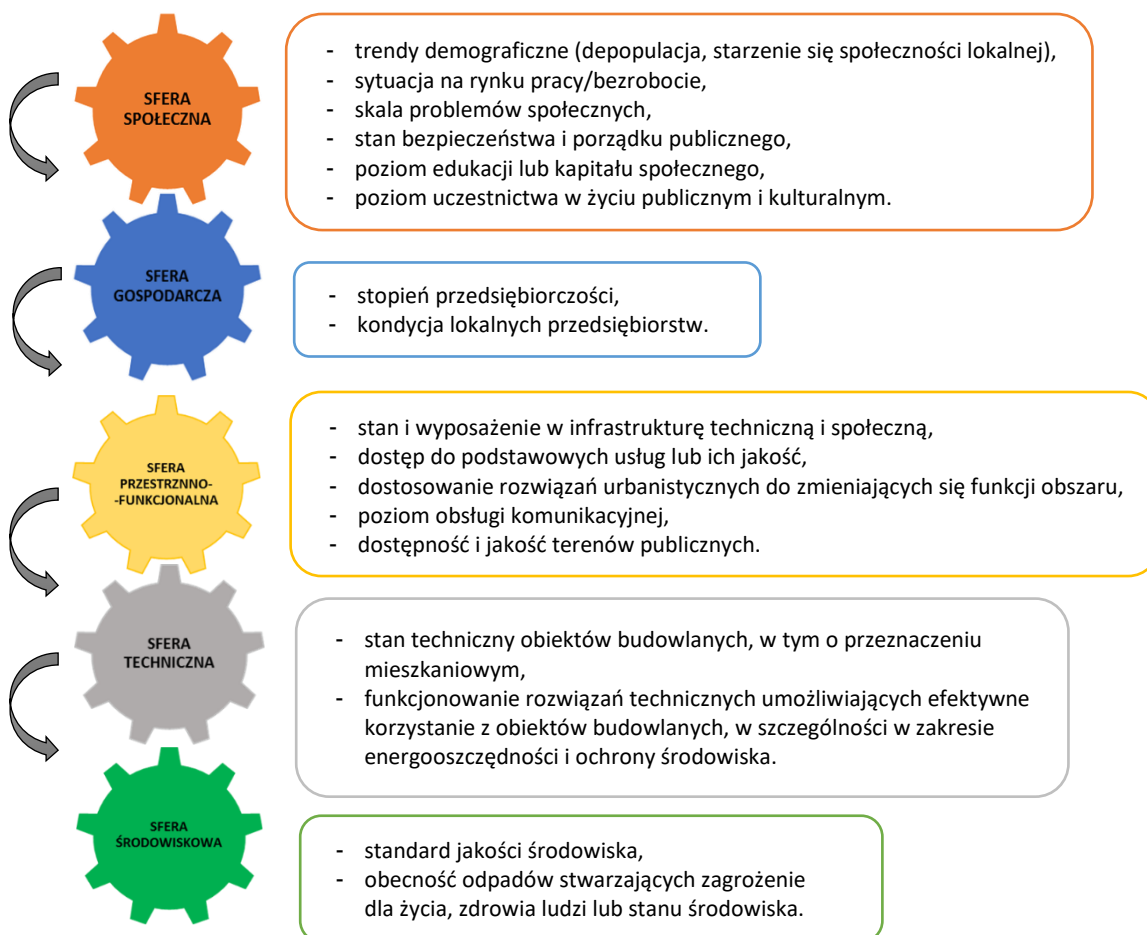 SFERA
SPOŁECZNA
- trendy demograficzne (depopulacja, starzenie się społeczności lokalnej),
- sytuacja na rynku pracy/bezrobocie,
- skala problemów społecznych,
- stan bezpieczeństwa i porządku publicznego,
- poziom edukacji lub kapitału społecznego,
- poziom uczestnictwa w życiu publicznym i kulturalnym.
SFERA
GOSPODARCZA
- stopień przedsiębiorczości,
- kondycja lokalnych przedsiębiorstw.
SFERA
PRZESTRZNNO-
-FUNKCJONALNA
- stan i wyposażenie w infrastrukturę techniczną i społeczną,
- dostęp do podstawowych usług lub ich jakość,
- dostosowanie rozwiązań urbanistycznych do zmieniających się funkcji obszaru,
- poziom obsługi komunikacyjnej,
- dostępność i jakość terenów publicznych.
SFERA
TECHNICZNA
- stan techniczny obiektów budowlanych, w tym o przeznaczeniu
mieszkaniowym,
- funkcjonowanie rozwiązań technicznych umożliwiających efektywne
korzystanie z obiektów budowlanych, w szczególności w zakresie
energooszczędności i ochrony środowiska.
SFERA
ŚRODOWISKOWA
- standard jakości środowiska,
- obecność odpadów stwarzających zagrożenie
dla życia, zdrowia ludzi lub stanu środowiska.